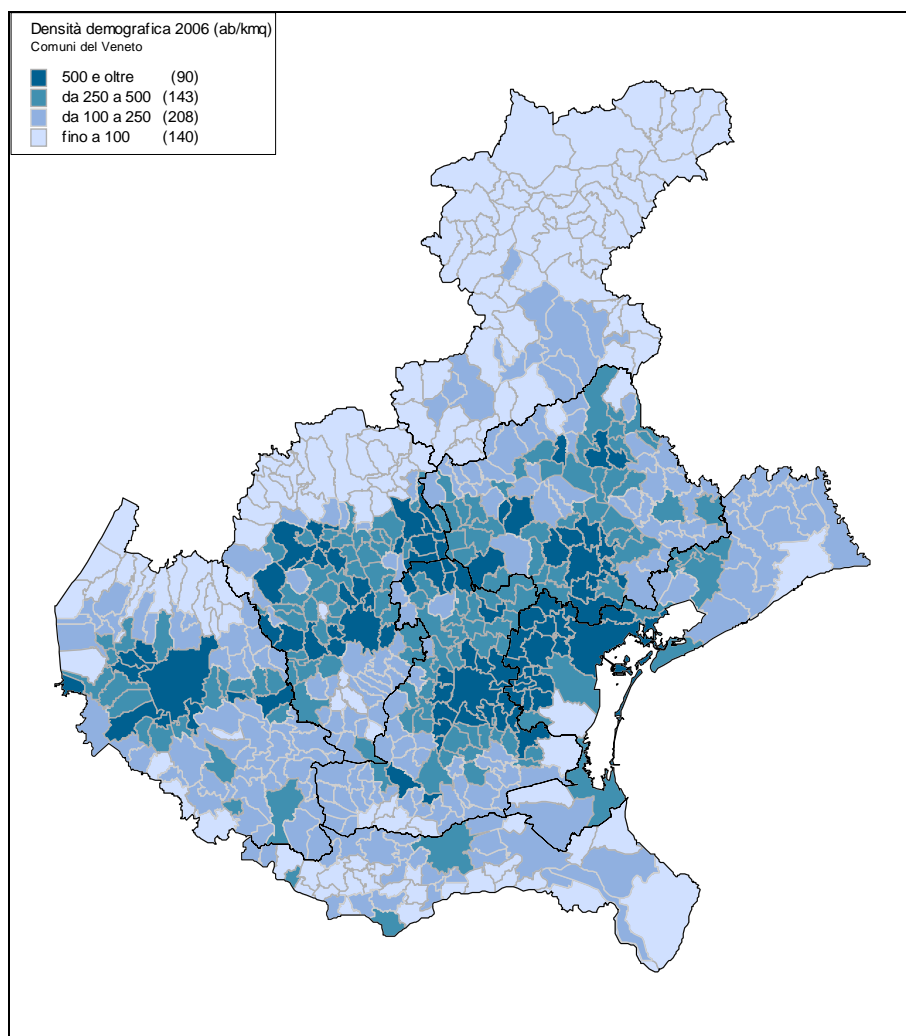 Densità demografica 2006 (ab/kmq)
Comuni del Veneto
500 e oltre (90)
da 250 a 500 (143)
da 100 a 250 (208)
fino a 100 (140)